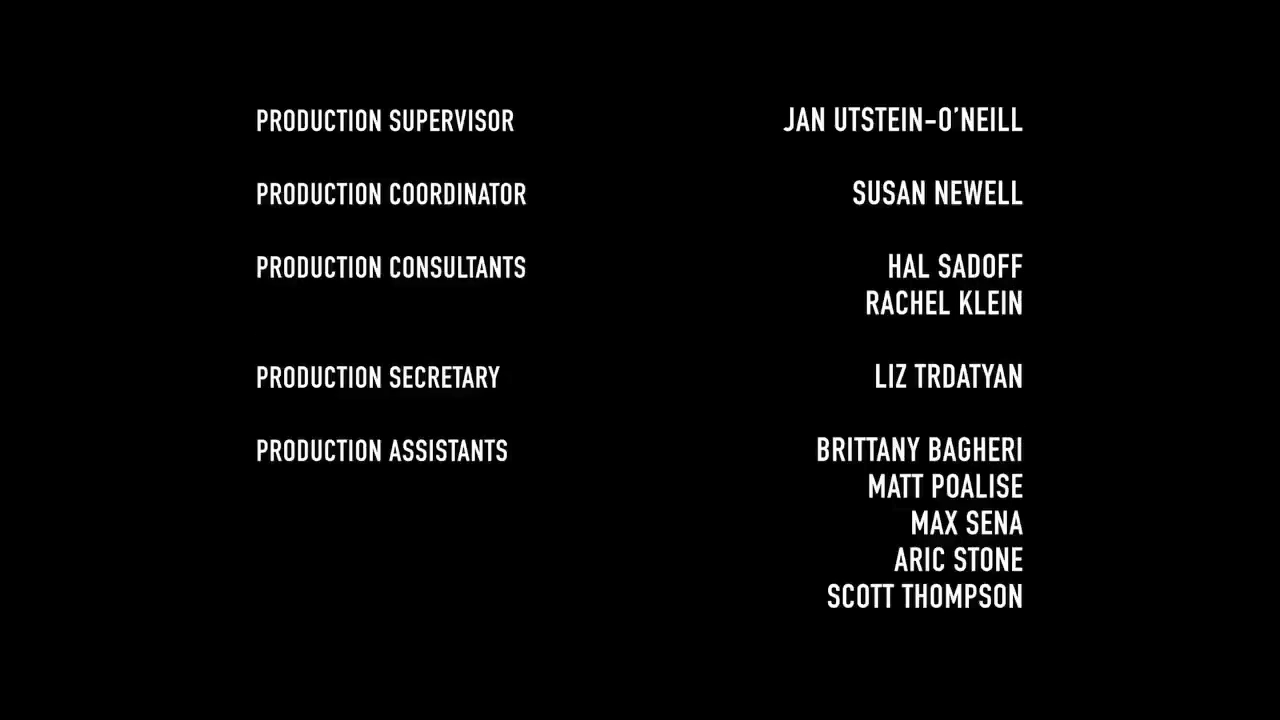 PRODUCTION SUPERVISOR JAN UTSTEIN-O’NEILL
PRODUCTION COORDINATOR SUSAN NEWELL
PRODUCTION CONSULTANTS HAL SADOFF
RACHEL KLEIN
PRODUCTION SECRETARY LIZ TRDATYAN
PRODUCTION ASSISTANTS BRITTANY BAGHERI
MATT POALISE
MAX SENA
ARIC STONE
SCOTT THOMPSON